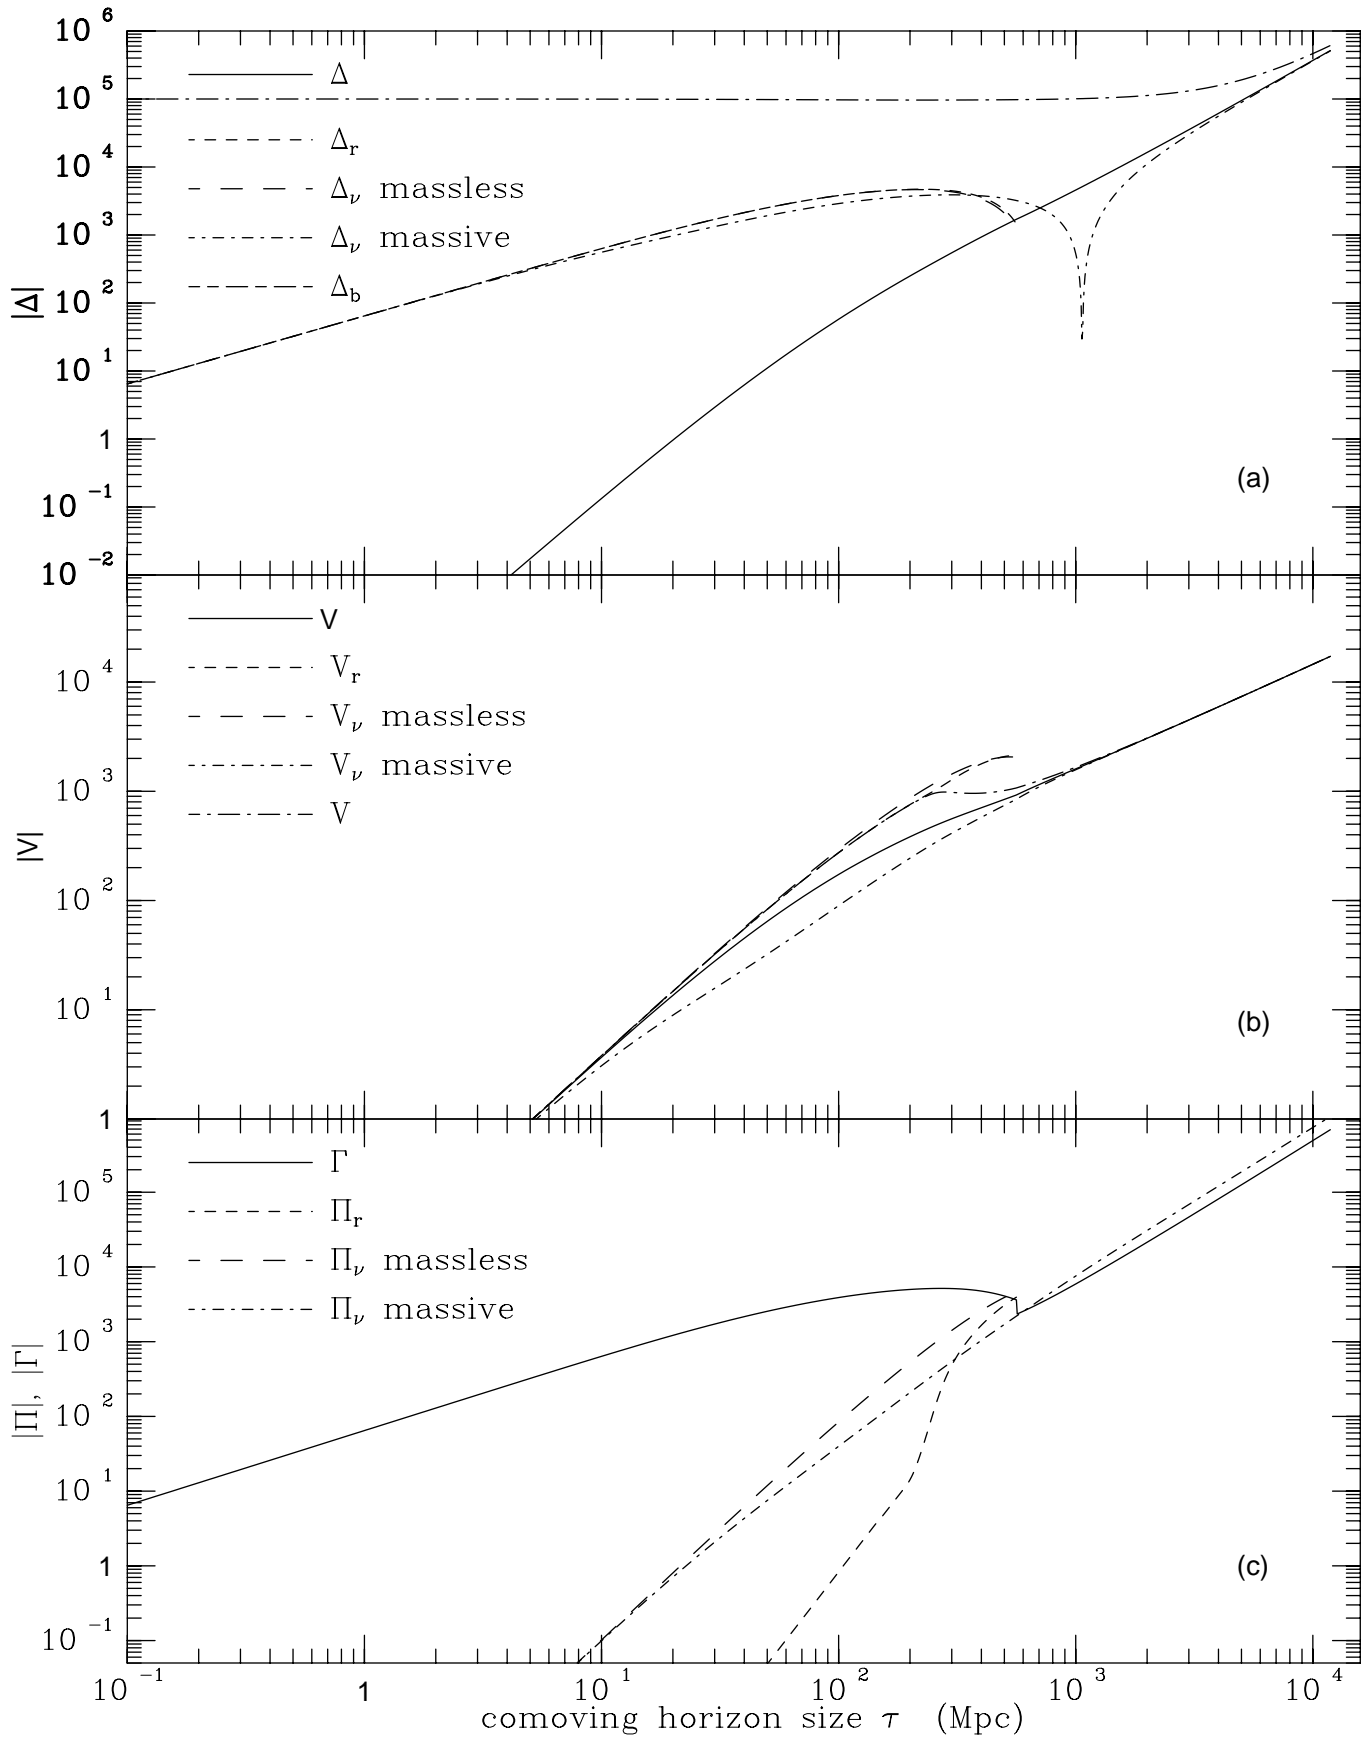 10 6
10 5
10 4
10 3
10 2
10 1
1
10 -1
10 -2
|Δ|
Δ
Δr
Δν massless
Δν massive
Δb
(a)
10 4
10 3
10 2
10 1
1
|V|
V
Vr
Vν massless
Vν massive
V
(b)
1
10 5
10 4
10 3
10 2
10 1
1
10 -1
|Π|, |Γ|
Γ
Πr
Πν massless
Πν massive
(c)
10 -1
1
10 1
10 2
10 3
10 4
comoving horizon size τ (Mpc)